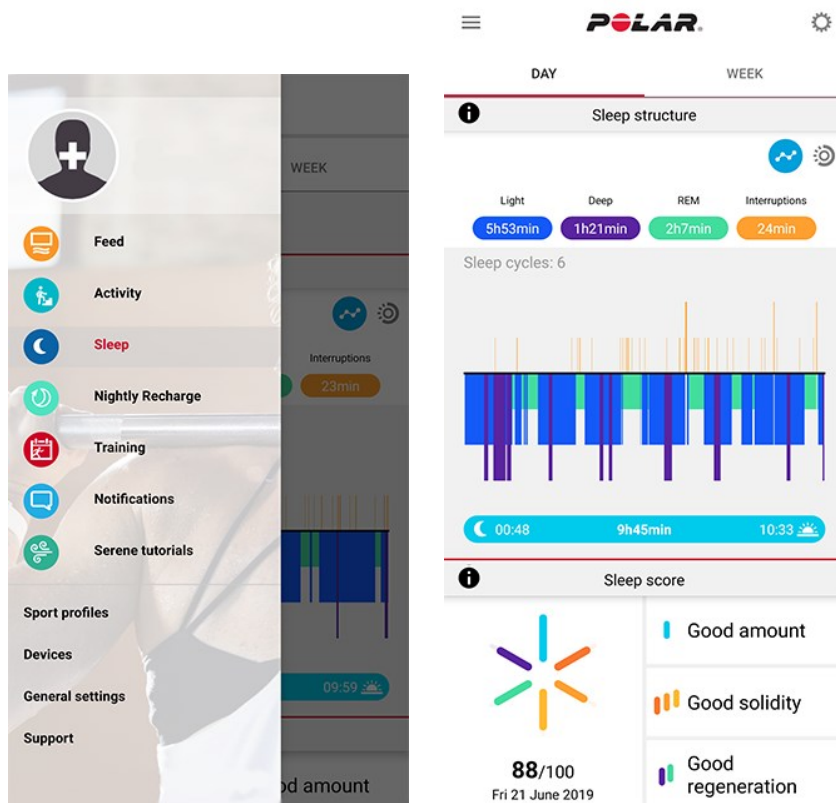 WEEK
Feed
Activity
Sleep
Interruptions
Nightly Recharge
23min
Training
Notifications
Serene tutorials
Sport profiles
Devices
General settings
09:59
Support
od amount
POLAR.
DAY
WEEK
Sleep structure
Light
Deep
REM
Interruptions
5h53min
1h21min
2h7min
24min
Sleep cycles: 6
00:48
9h45min
10:33
Sleep score
Good amount
Good solidity
88/100
Fri 21 June 2019
Good
regeneration